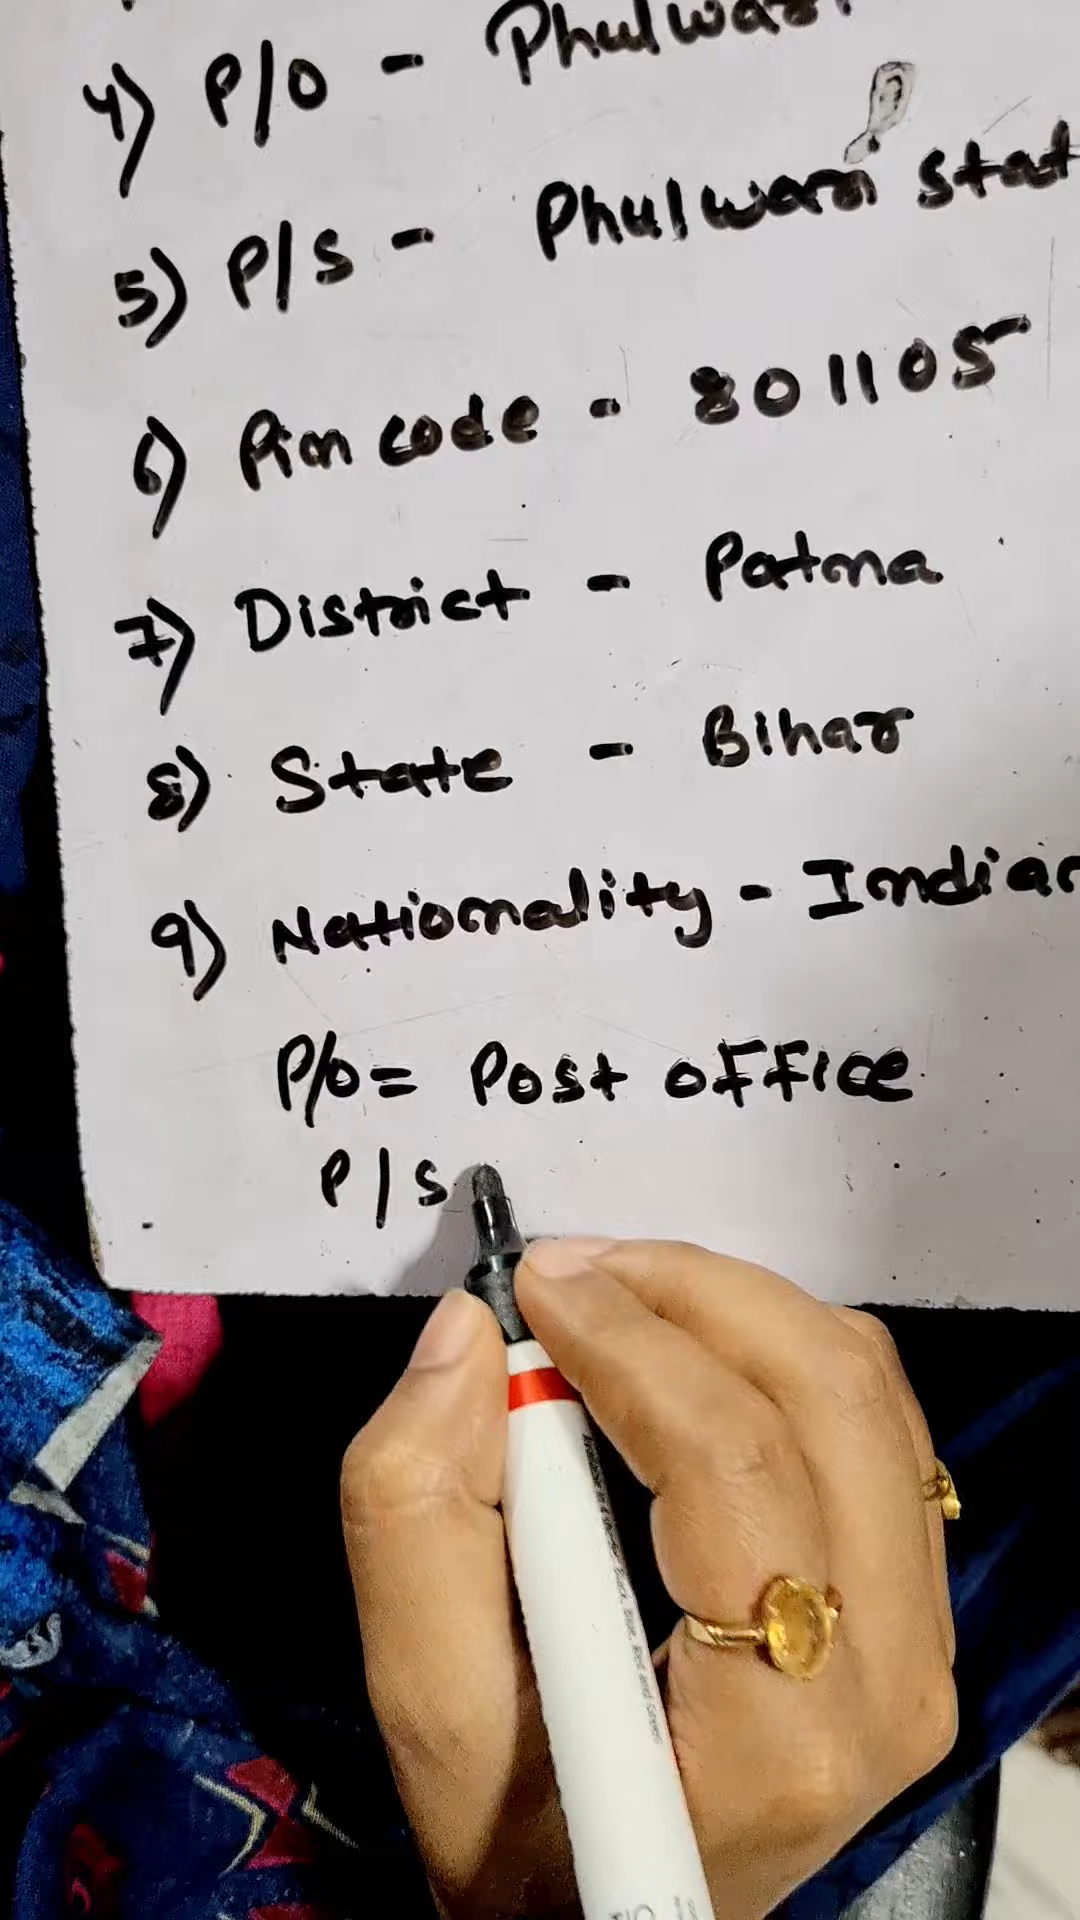 4) P/O - Phulwari
5) P/S - Phulwari stat
6) Pin code - 801105
7) District - Patna
8) State - Bihar
9) Nationality - Indian
P/O = Post office
P/S